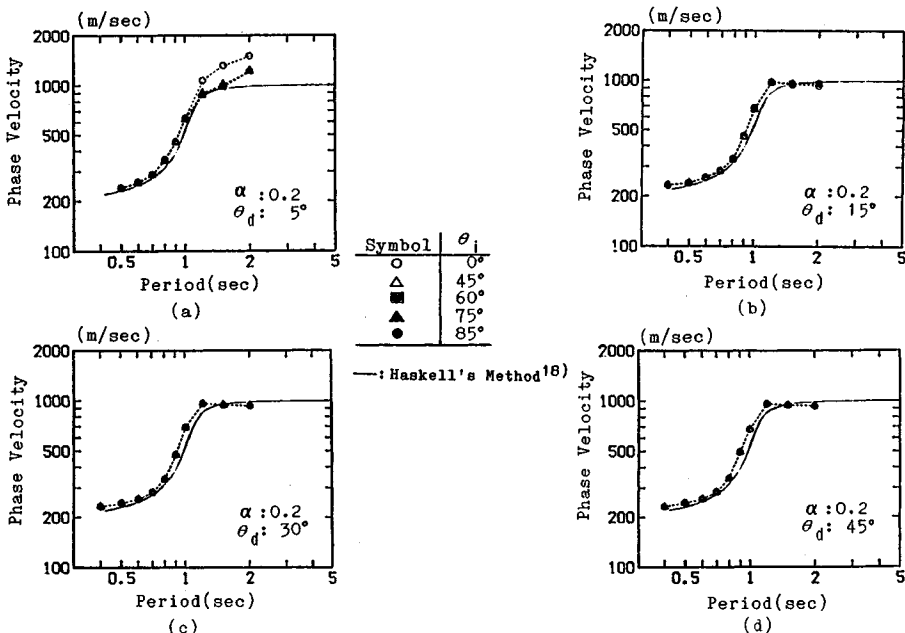 (m/sec)
2000
1000
500
200
100
Phase Velocity
α :0.2
θd: 5°
0.5 1 2 5
Period(sec)
(a)
(m/sec)
2000
1000
500
200
100
Phase Velocity
α :0.2
θd: 15°
0.5 1 2 5
Period(sec)
(b)
Symbol θi
0°
45°
60°
75°
85°
—: Haskell's Method18)
(m/sec)
2000
1000
500
200
100
Phase Velocity
α :0.2
θd: 30°
0.5 1 2 5
Period(sec)
(c)
(m/sec)
2000
1000
500
200
100
Phase Velocity
α :0.2
θd: 45°
0.5 1 2 5
Period(sec)
(d)